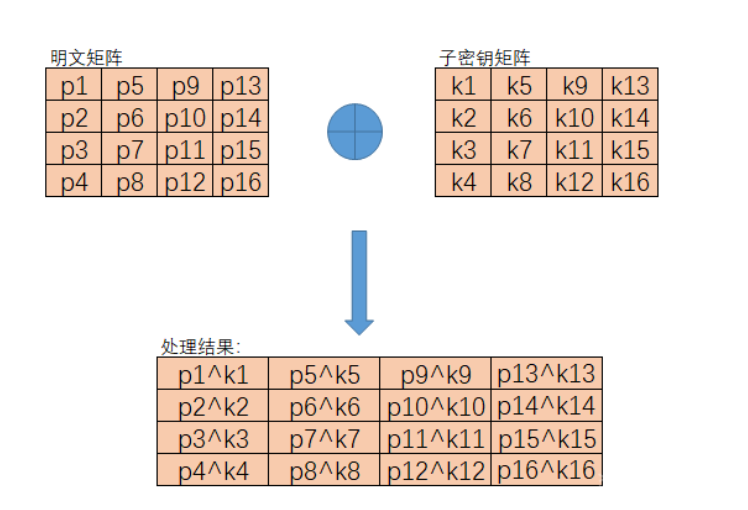 明文矩阵
子密钥矩阵
p1 p5 p9 p13
k1 k5 k9 k13
p2 p6 p10 p14
k2 k6 k10 k14
p3 p7 p11 p15
k3 k7 k11 k15
p4 p8 p12 p16
k4 k8 k12 k16
处理结果:
p1^k1 p5^k5 p9^k9 p13^k13
p2^k2 p6^k6 p10^k10 p14^k14
p3^k3 p7^k7 p11^k11 p15^k15
p4^k4 p8^k8 p12^k12 p16^k16